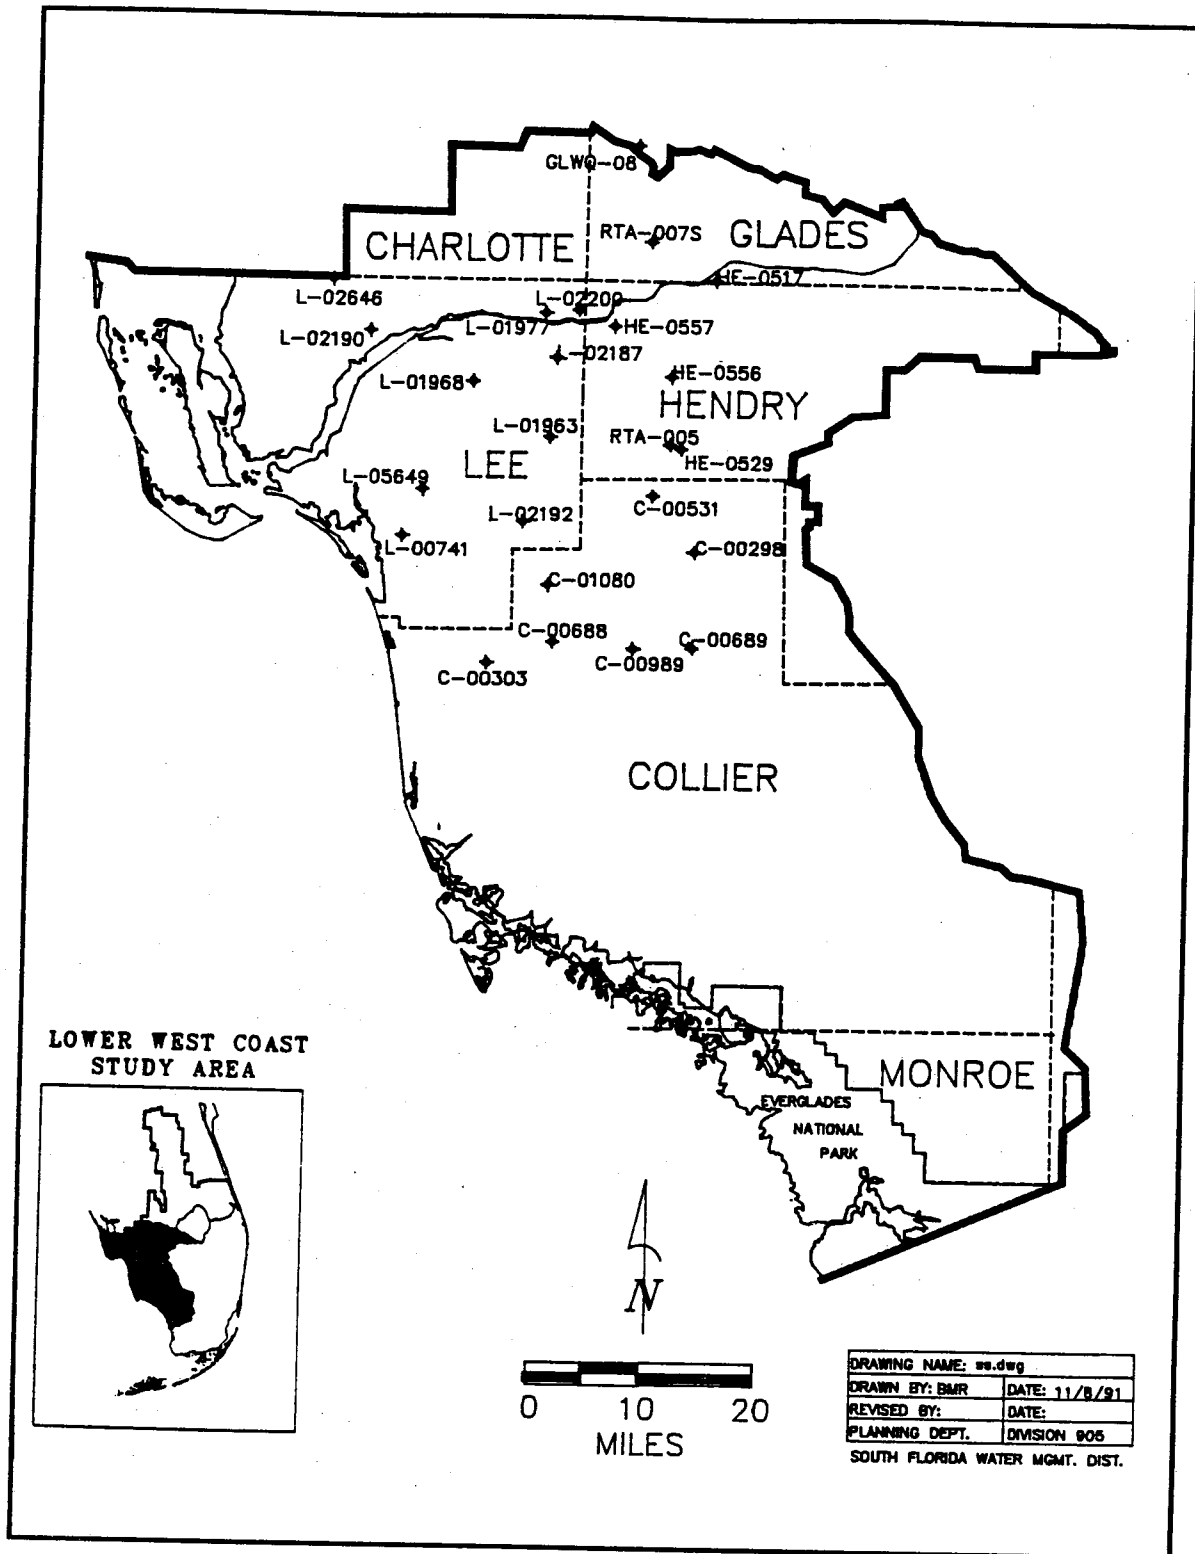 GLWQ-08
RTA-007S
GLADES
CHARLOTTE
HE-0517
L-02646
L-02200
L-01977
HE-0557
L-02190
L-02187
L-01968
HE-0556
HENDRY
L-01963
RTA-005
HE-0529
LEE
L-05649
C-00531
L-02192
L-00741
C-00298
C-01080
C-00688
C-00689
C-00989
C-00303
COLLIER
LOWER WEST COAST
STUDY AREA
MONROE
EVERGLADES
NATIONAL
PARK
N
0 10 20
MILES
DRAWING NAME: ws.dwg
DRAWN BY: BMR DATE: 11/8/91
REVISED BY: DATE:
PLANNING DEPT. DIVISION 905
SOUTH FLORIDA WATER MGMT. DIST.